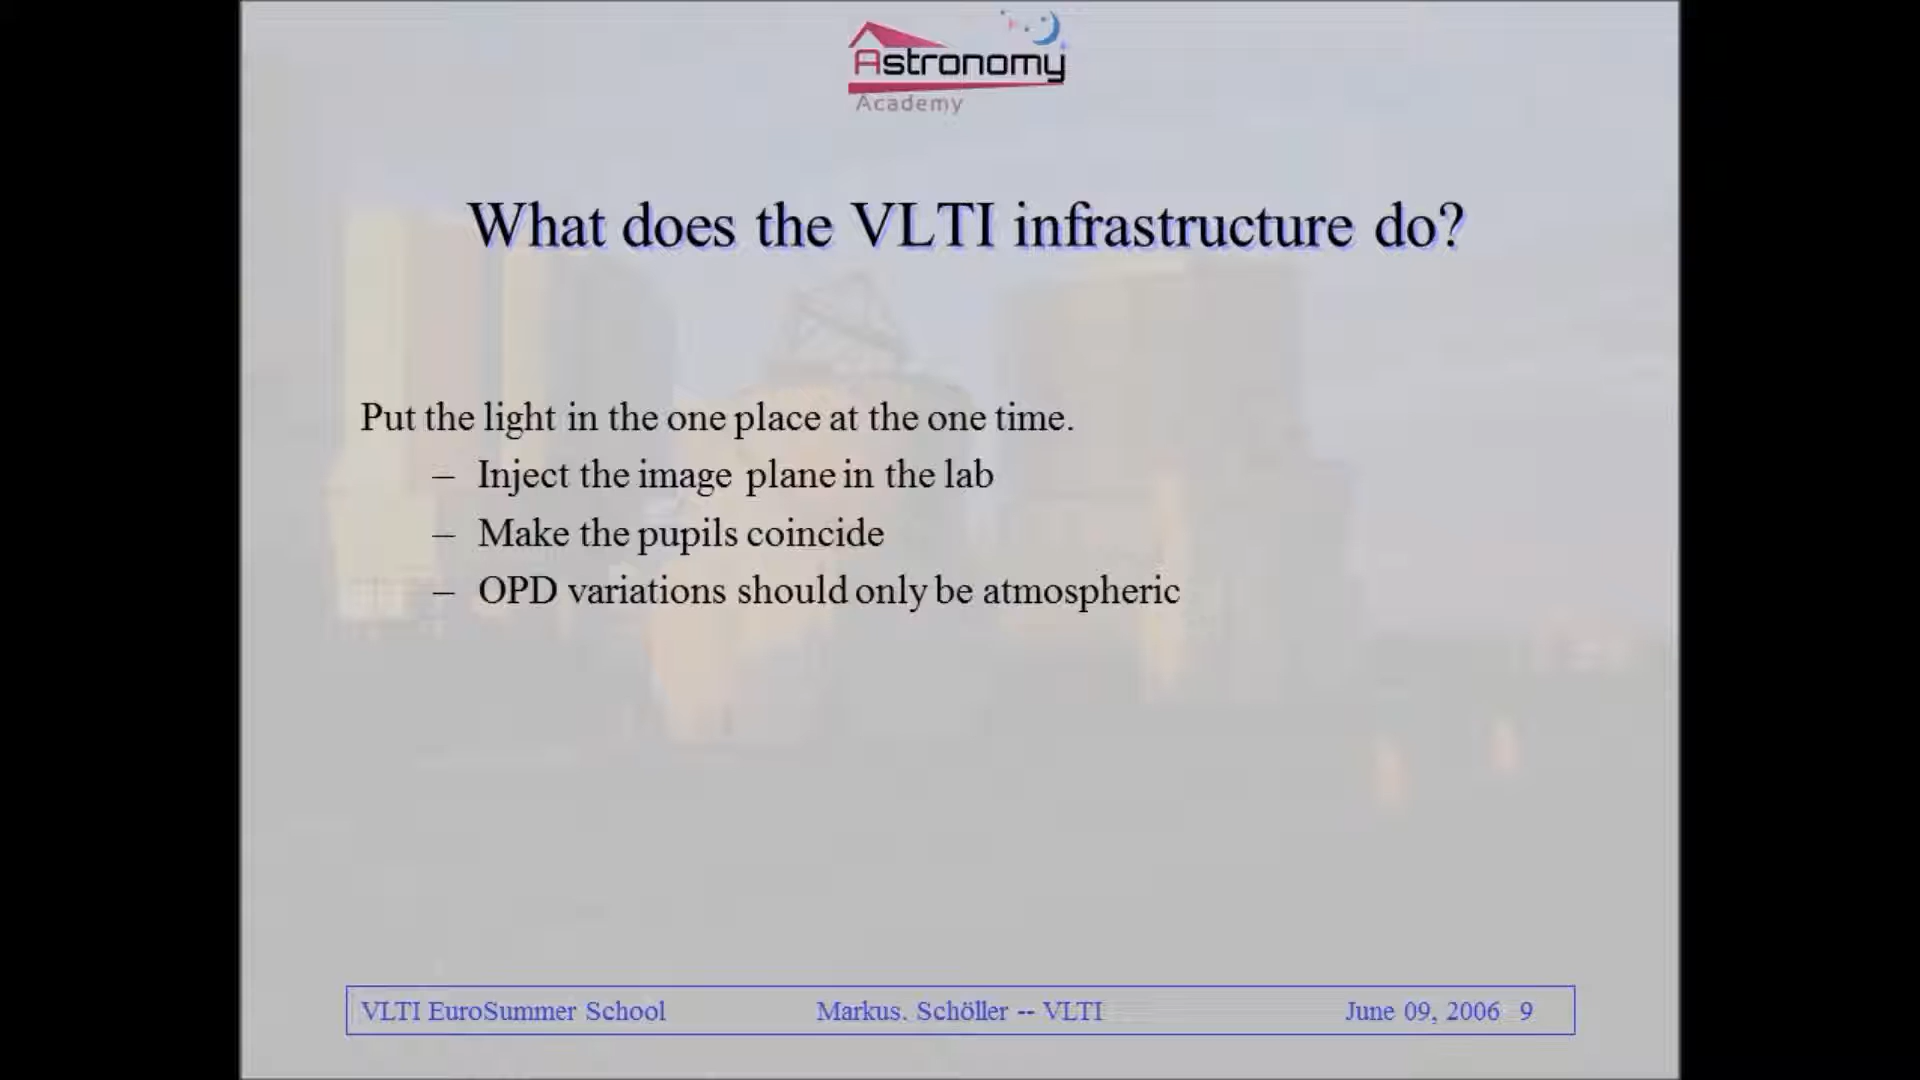 Astronomy
Academy
What does the VLTI infrastructure do?
Put the light in the one place at the one time.
– Inject the image plane in the lab
– Make the pupils coincide
– OPD variations should only be atmospheric
VLTI EuroSummer School Markus. Schöller -- VLTI June 09, 2006 9